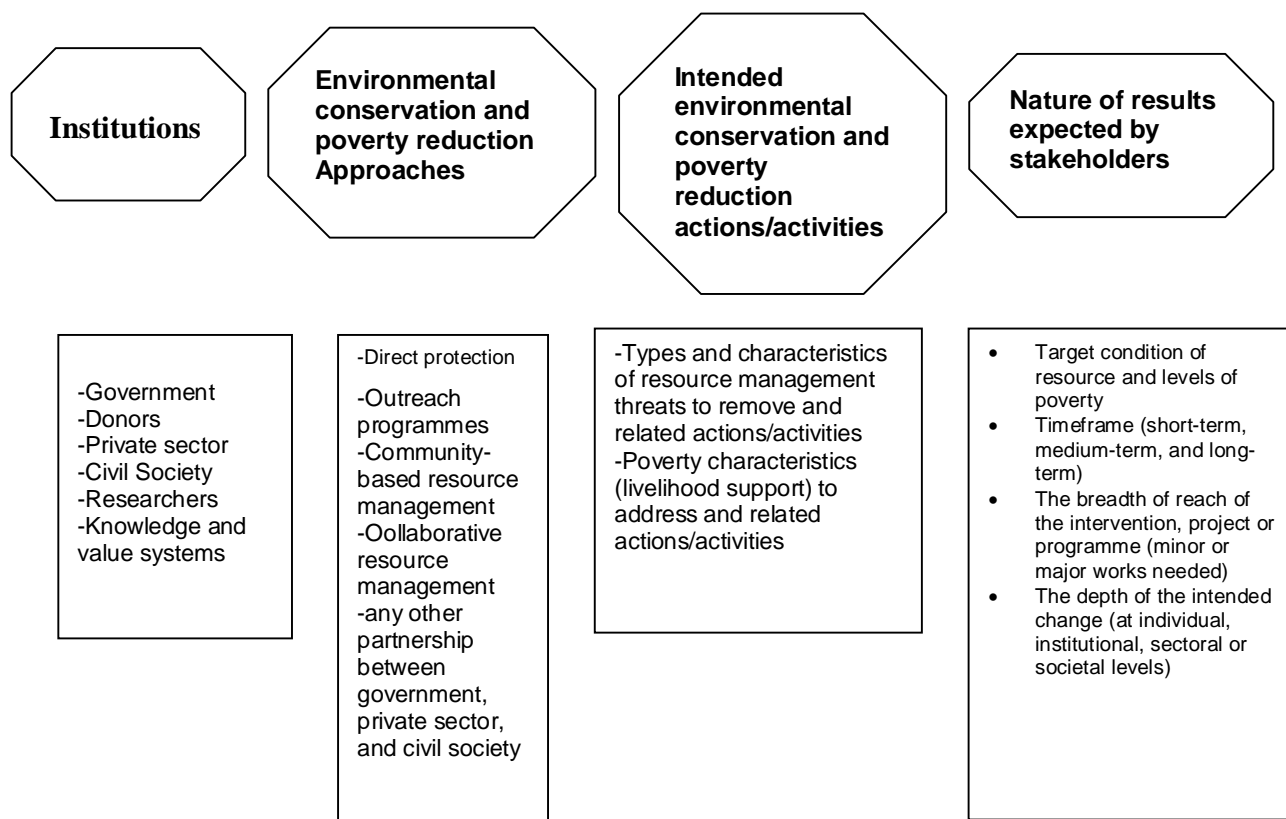 Institutions
Environmental
conservation and
poverty reduction
Approaches
Intended
environmental
conservation and
poverty
reduction
actions/activities
Nature of results
expected by
stakeholders
-Government
-Donors
-Private sector
-Civil Society
-Researchers
-Knowledge and
value systems
-Direct protection
-Outreach
programmes
-Community-
based resource
management
-Oollaborative
resource
management
-any other
partnership
between
government,
private sector,
and civil society
-Types and characteristics
of resource management
threats to remove and
related actions/activities
-Poverty characteristics
(livelihood support) to
address and related
actions/activities
• Target condition of
resource and levels of
poverty
• Timeframe (short-term,
medium-term, and long-
term)
• The breadth of reach of
the intervention, project or
programme (minor or
major works needed)
• The depth of the intended
change (at individual,
institutional, sectoral or
societal levels)